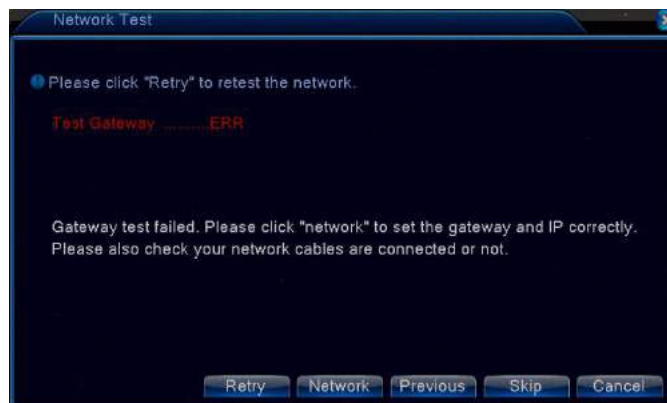 Network Test
Please click "Retry" to retest the network.
Test Gateway ..........ERR
Gateway test failed. Please click "network" to set the gateway and IP correctly.
Please also check your network cables are connected or not.
Retry Network Previous Skip Cancel